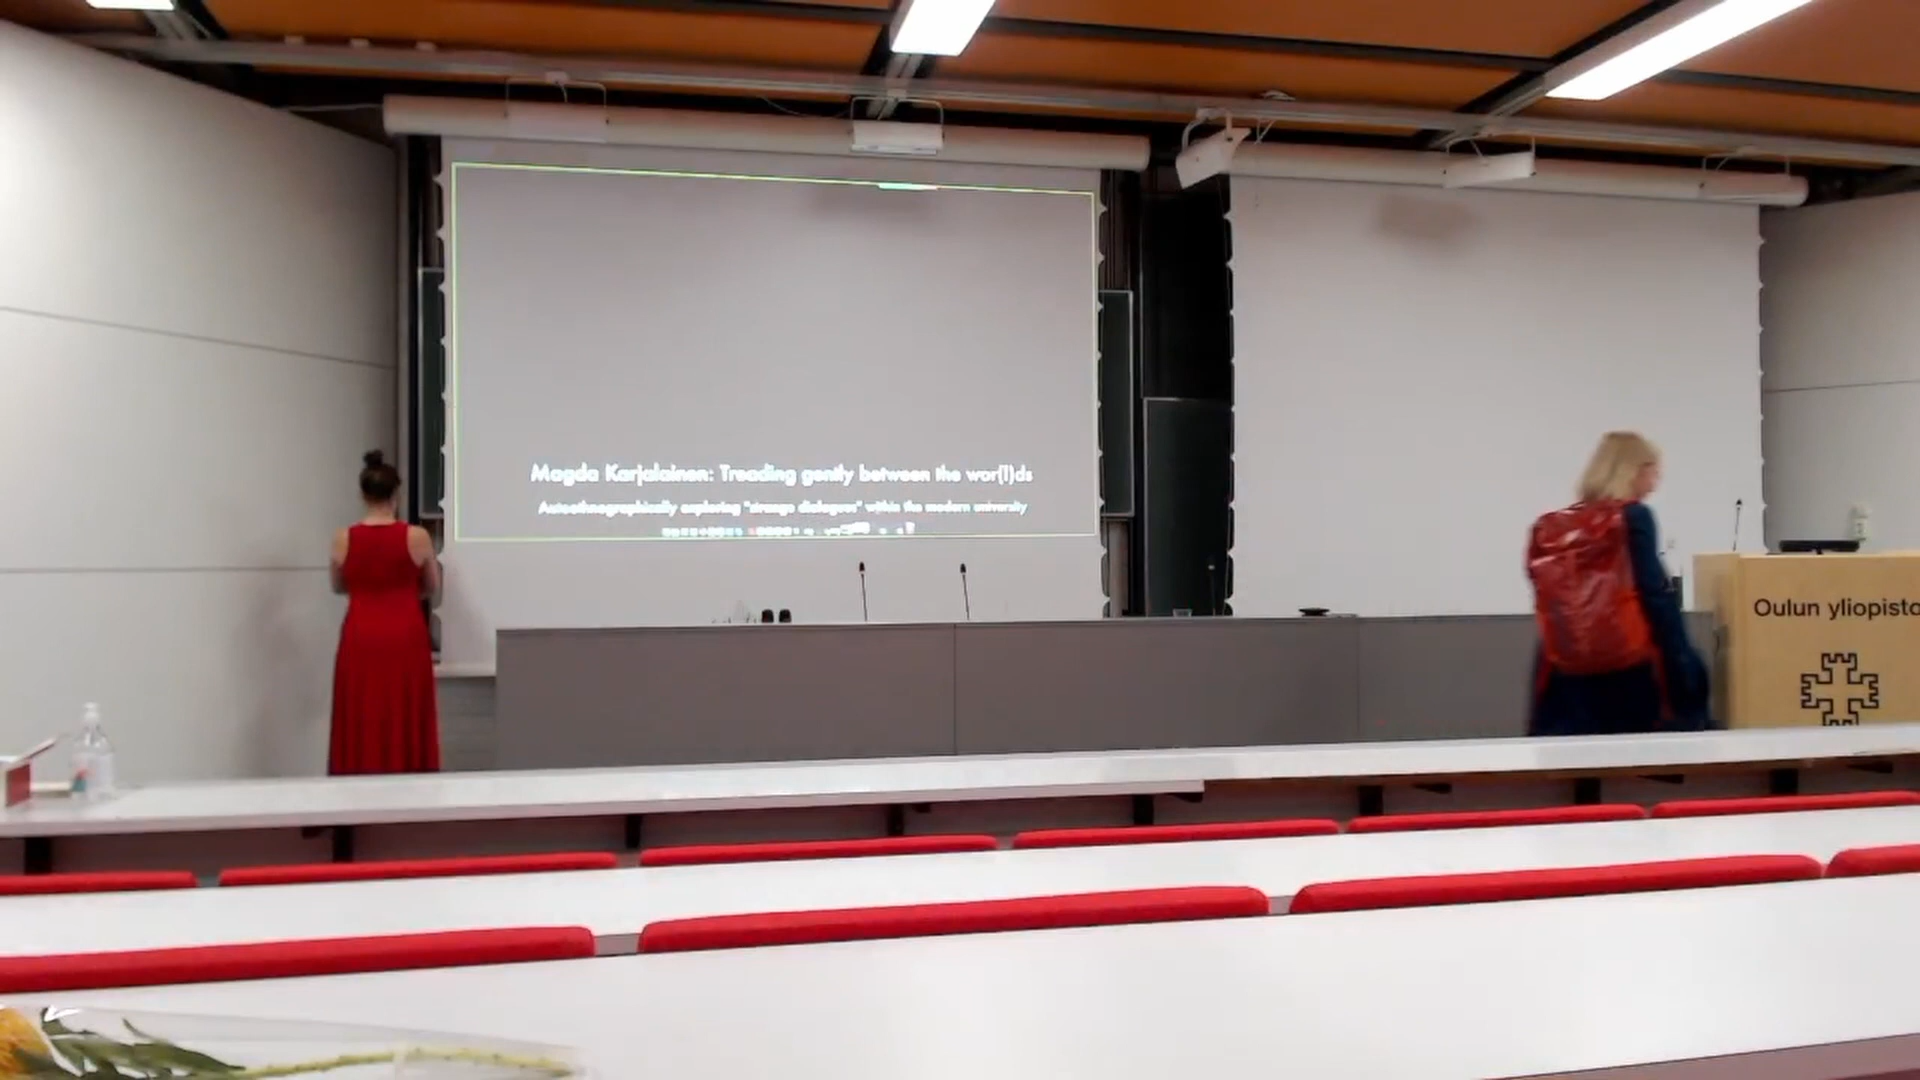 Magda Karjalainen: Treading gently between the wor(l)ds
Autoethnographically exploring "strange dialogues" within the modern university
Oulun yliopisto